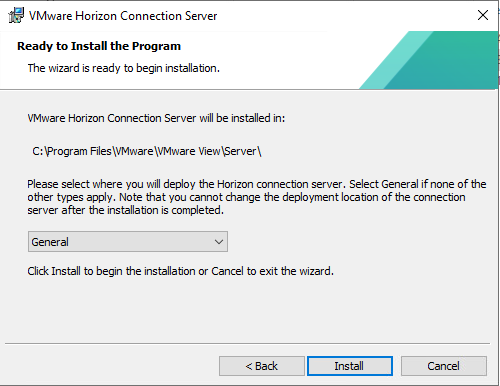 VMware Horizon Connection Server
Ready to Install the Program
The wizard is ready to begin installation.
VMware Horizon Connection Server will be installed in:
C:\Program Files\VMware\VMware View\Server\
Please select where you will deploy the Horizon connection server. Select General if none of the
other types apply. Note that you cannot change the deployment location of the connection
server after the installation is completed.
General
Click Install to begin the installation or Cancel to exit the wizard.
< Back
Install
Cancel